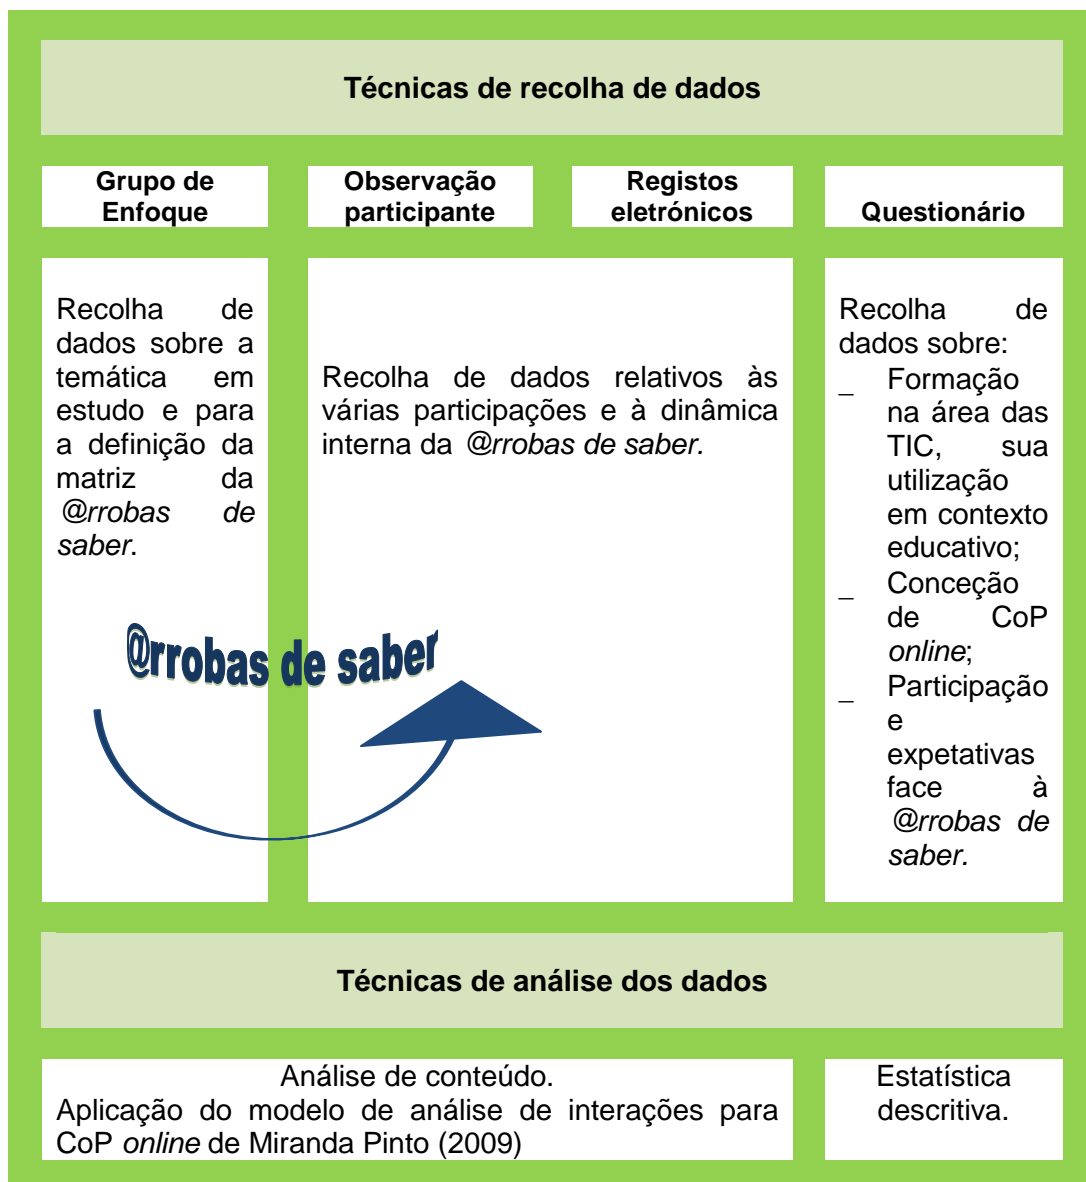 Técnicas de recolha de dados
Grupo de
Enfoque
Observação
participante
Registos
eletrónicos
Questionário
Recolha de
dados sobre a
temática em
estudo e para
a definição da
matriz da
@rrobas de
saber.
Recolha de dados relativos às
várias participações e à dinâmica
interna da @rrobas de saber.
Recolha de
dados sobre:
_ Formação
na área das
TIC, sua
utilização
em contexto
educativo;
_ Conceção
de CoP
online;
_ Participação
e
expetativas
face à
@rrobas de
saber.
@rrobas de saber
Técnicas de análise dos dados
Análise de conteúdo.
Aplicação do modelo de análise de interações para
CoP online de Miranda Pinto (2009)
Estatística
descritiva.